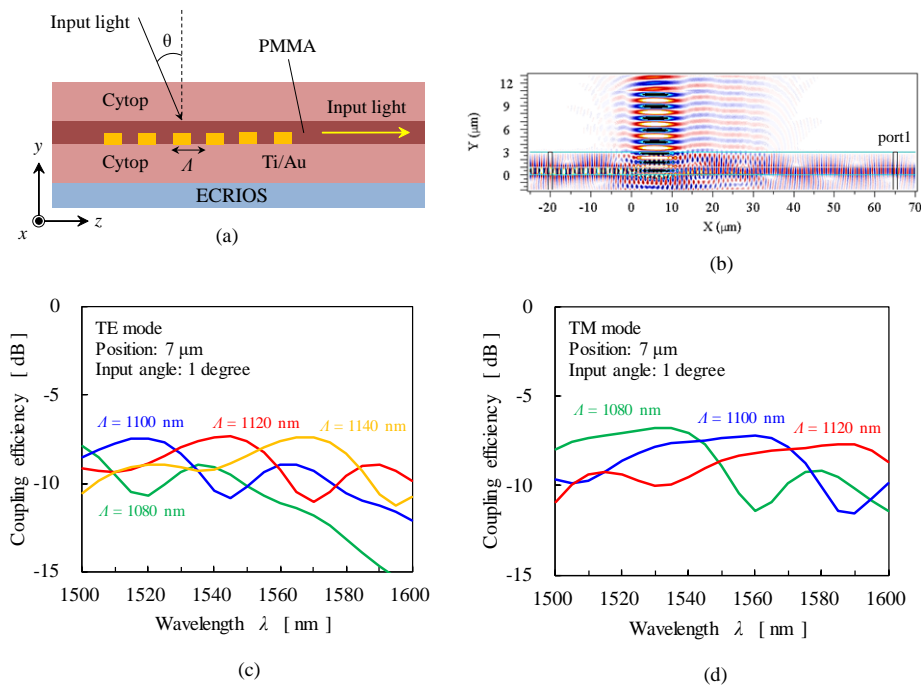 Input light
θ
PMMA
Cytop
Input light
Cytop
Λ
Ti/Au
ECRIOS
y
x
z
(a)
12
9
6
3
0
Y (μm)
port1
-20
-10
0
10
20
30
40
50
60
70
X (μm)
(b)
0
-5
-10
-15
Coupling efficiency [ dB ]
TE mode
Position: 7 μm
Input angle: 1 degree
Λ = 1100 nm
Λ = 1120 nm
Λ = 1140 nm
Λ = 1080 nm
1500
1520
1540
1560
1580
1600
Wavelength λ [ nm ]
(c)
0
-5
-10
-15
Coupling efficiency [ dB ]
TM mode
Position: 7 μm
Input angle: 1 degree
Λ = 1080 nm
Λ = 1100 nm
Λ = 1120 nm
1500
1520
1540
1560
1580
1600
Wavelength λ [ nm ]
(d)